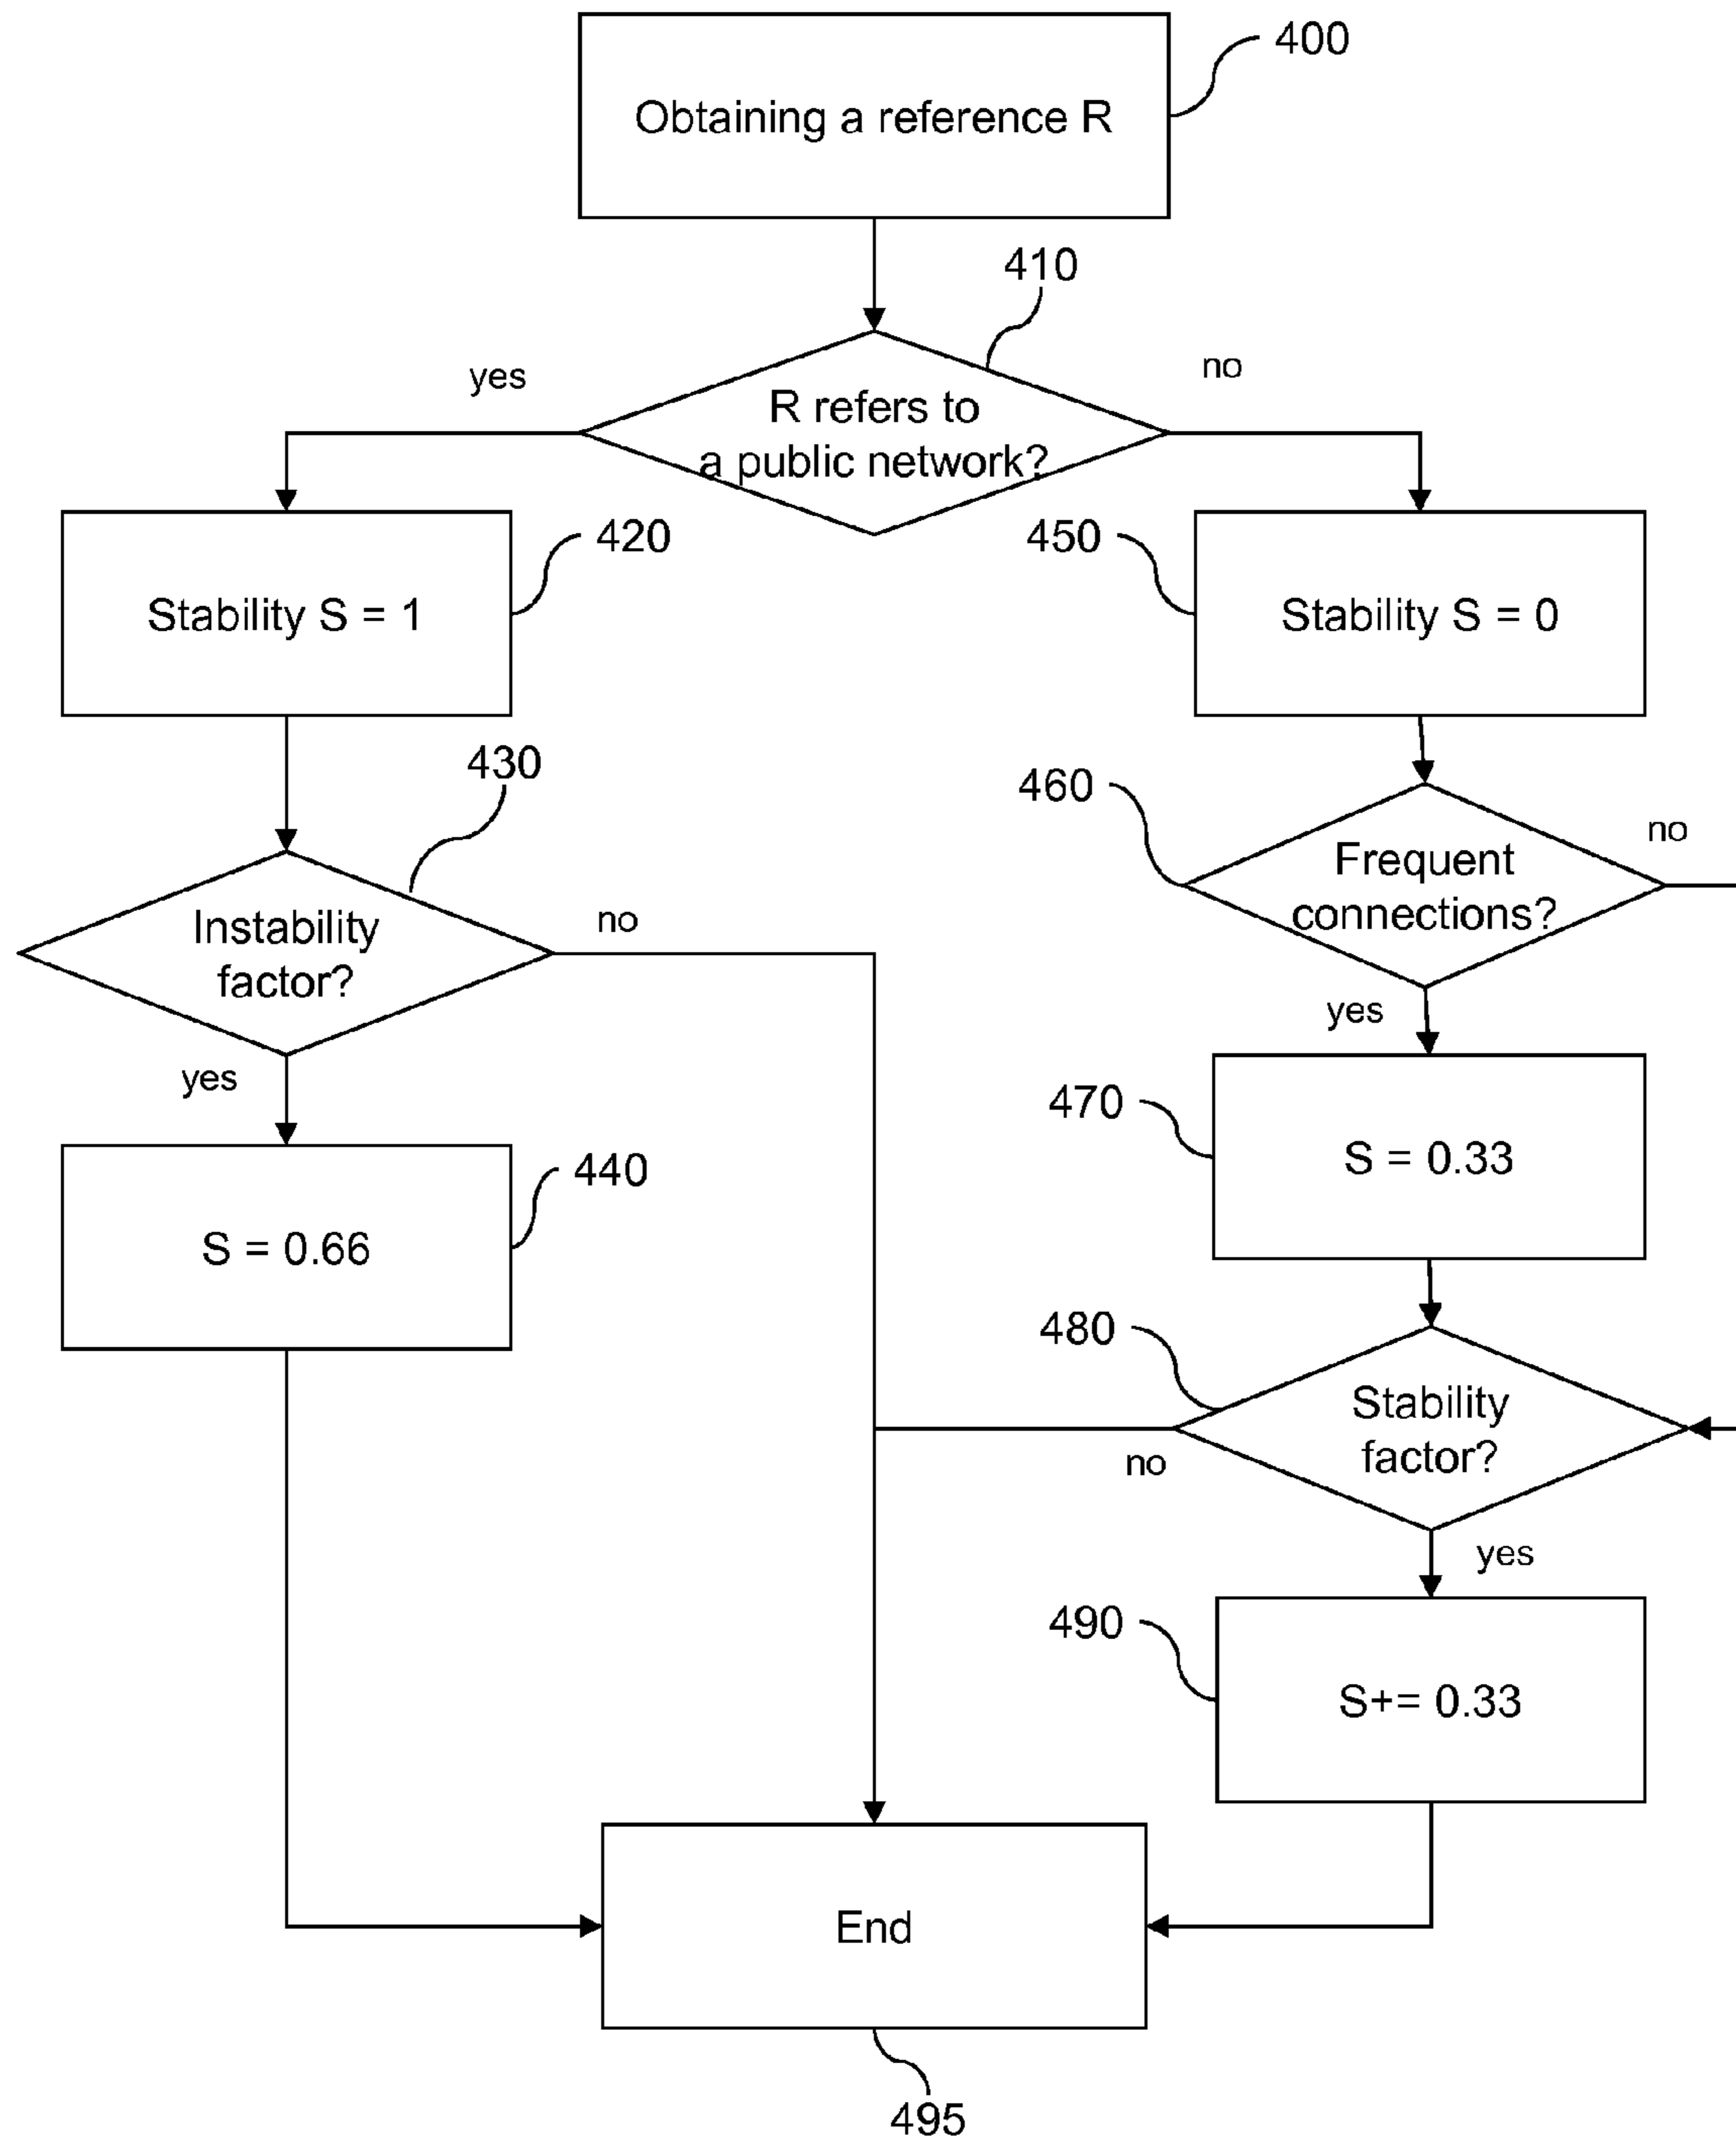 Obtaining a reference R
400
410
yes
no
R refers to
a public network?
420
450
Stability S = 1
Stability S = 0
430
460
no
Frequent
connections?
Instability
factor?
no
yes
yes
470
S = 0.33
440
S = 0.66
480
Stability
factor?
no
yes
490
S+= 0.33
End
495